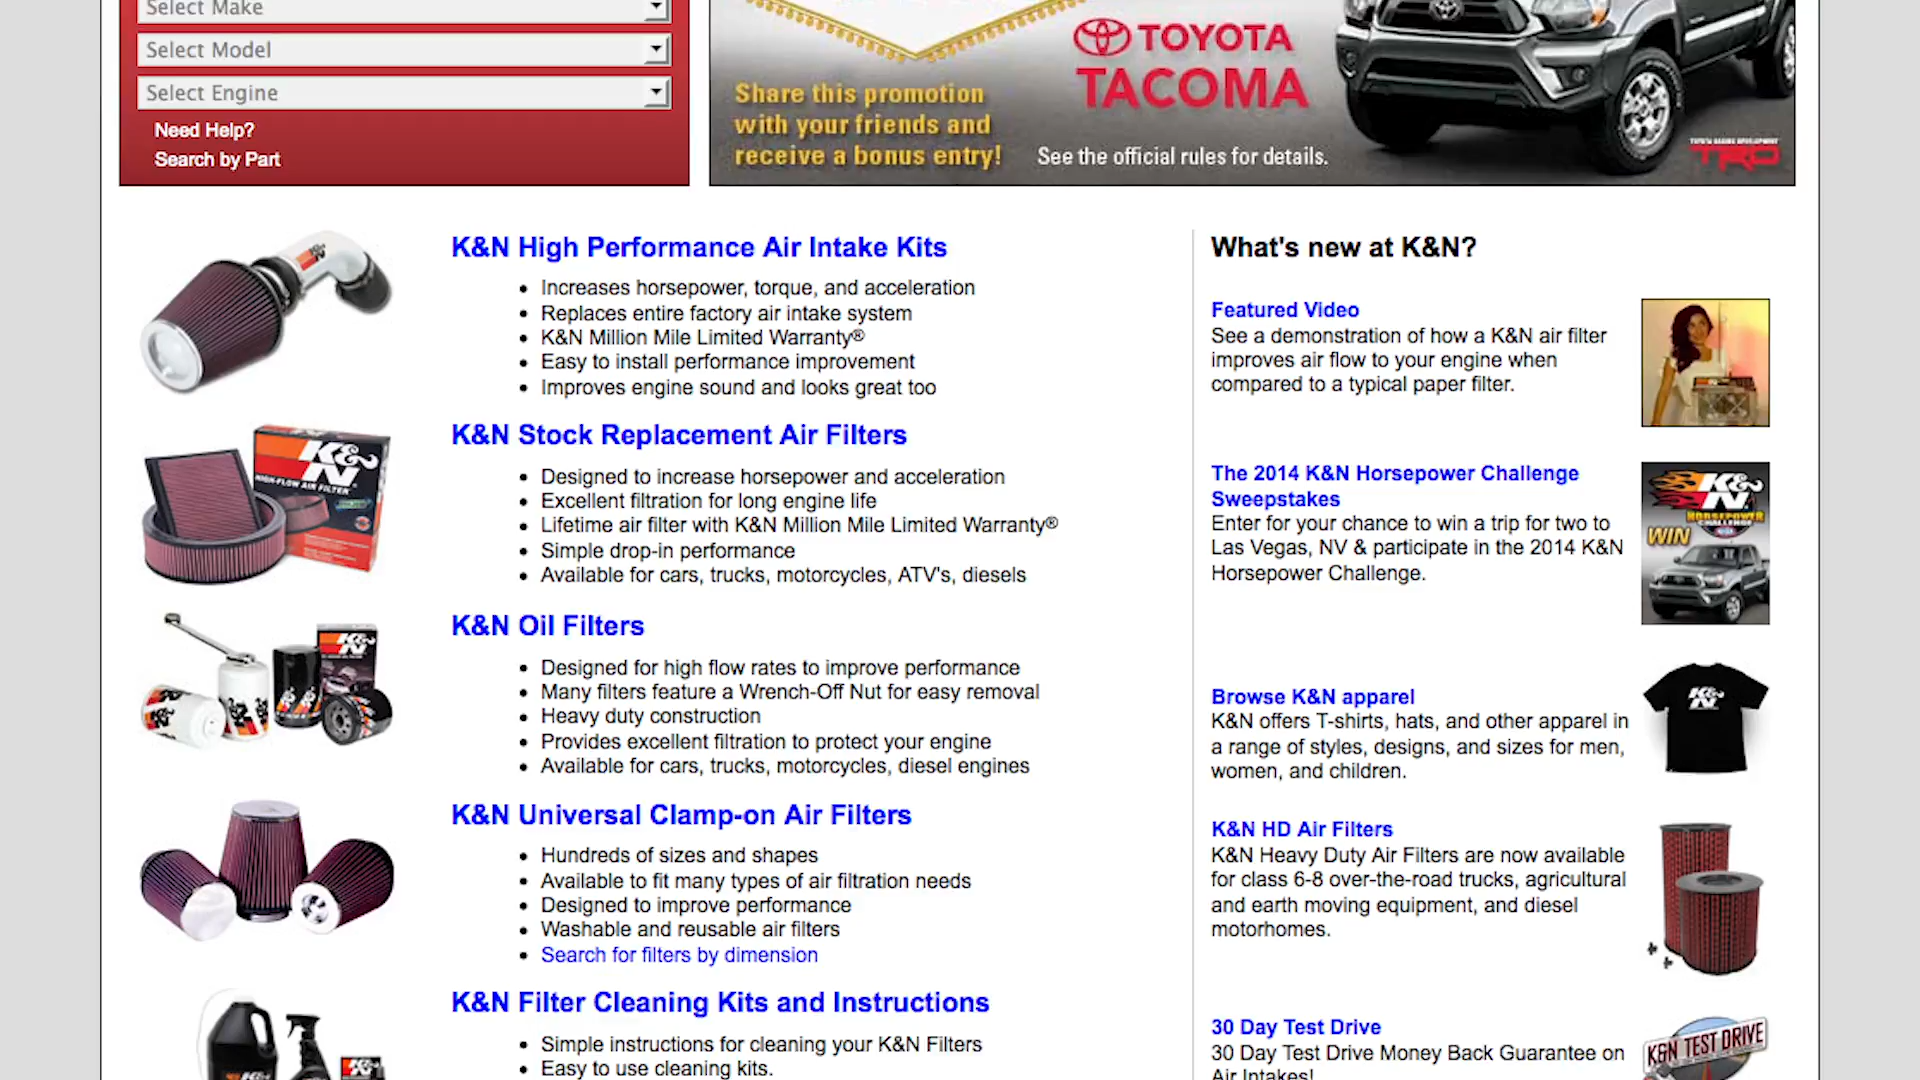 Select Make
Select Model
Select Engine
Need Help?
Search by Part
TOYOTA
TACOMA
Share this promotion
with your friends and
receive a bonus entry!
See the official rules for details.
TRD
K&N High Performance Air Intake Kits
• Increases horsepower, torque, and acceleration
• Replaces entire factory air intake system
• K&N Million Mile Limited Warranty®
• Easy to install performance improvement
• Improves engine sound and looks great too
K&N Stock Replacement Air Filters
• Designed to increase horsepower and acceleration
• Excellent filtration for long engine life
• Lifetime air filter with K&N Million Mile Limited Warranty®
• Simple drop-in performance
• Available for cars, trucks, motorcycles, ATV's, diesels
K&N
HIGH-FLOW AIR FILTER
K&N Oil Filters
• Designed for high flow rates to improve performance
• Many filters feature a Wrench-Off Nut for easy removal
• Heavy duty construction
• Provides excellent filtration to protect your engine
• Available for cars, trucks, motorcycles, diesel engines
K&N
K&N Universal Clamp-on Air Filters
• Hundreds of sizes and shapes
• Available to fit many types of air filtration needs
• Designed to improve performance
• Washable and reusable air filters
• Search for filters by dimension
K&N Filter Cleaning Kits and Instructions
• Simple instructions for cleaning your K&N Filters
• Easy to use cleaning kits.
K&N
What's new at K&N?
Featured Video
See a demonstration of how a K&N air filter
improves air flow to your engine when
compared to a typical paper filter.
The 2014 K&N Horsepower Challenge
Sweepstakes
Enter for your chance to win a trip for two to
Las Vegas, NV & participate in the 2014 K&N
Horsepower Challenge.
K&N
HORSEPOWER
CHALLENGE
WIN
Browse K&N apparel
K&N offers T-shirts, hats, and other apparel in
a range of styles, designs, and sizes for men,
women, and children.
K&N
K&N HD Air Filters
K&N Heavy Duty Air Filters are now available
for class 6-8 over-the-road trucks, agricultural
and earth moving equipment, and diesel
motorhomes.
30 Day Test Drive
30 Day Test Drive Money Back Guarantee on
Air Intakes!
K&N TEST DRIVE